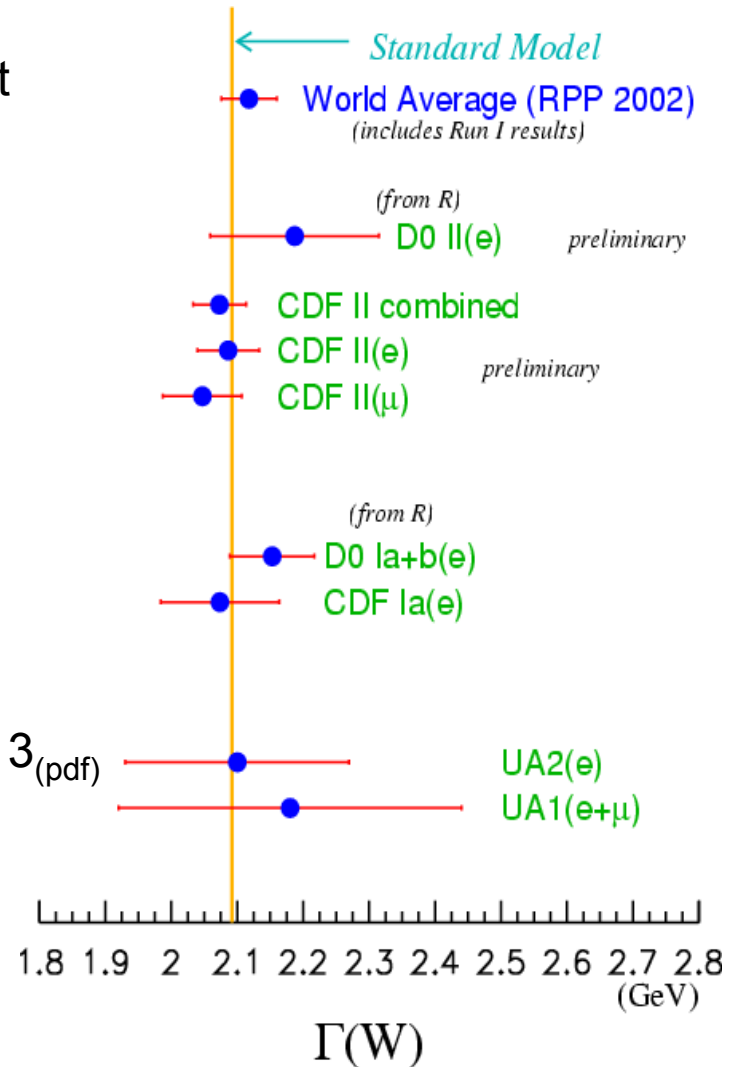 Standard Model
t
World Average (RPP 2002)
(includes Run I results)
(from R)
D0 II(e)
preliminary
CDF II combined
CDF II(e)
preliminary
CDF II(μ)
(from R)
D0 Ia+b(e)
CDF Ia(e)
3(pdf)
UA2(e)
UA1(e+μ)
1.8 1.9 2 2.1 2.2 2.3 2.4 2.5 2.6 2.7 2.8
(GeV)
Γ(W)